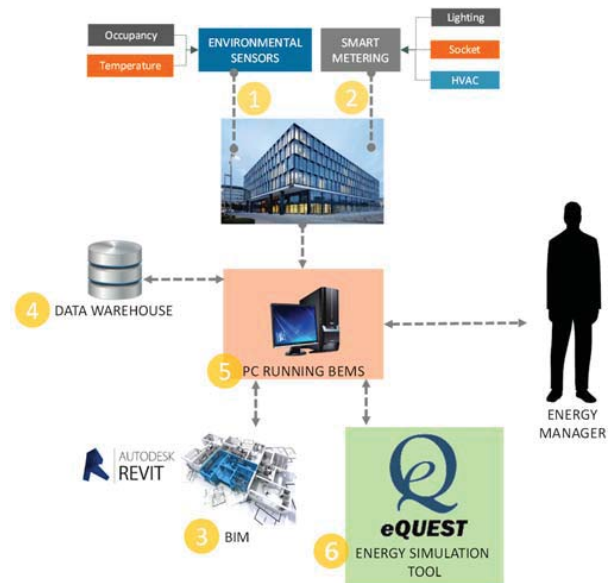 Occupancy
Temperature
ENVIRONMENTAL
SENSORS
SMART
METERING
Lighting
Socket
HVAC
1
2
4
DATA WAREHOUSE
5
PC RUNNING BEMS
ENERGY
MANAGER
AUTODESK
REVIT
3
BIM
eQUEST
6
ENERGY SIMULATION
TOOL